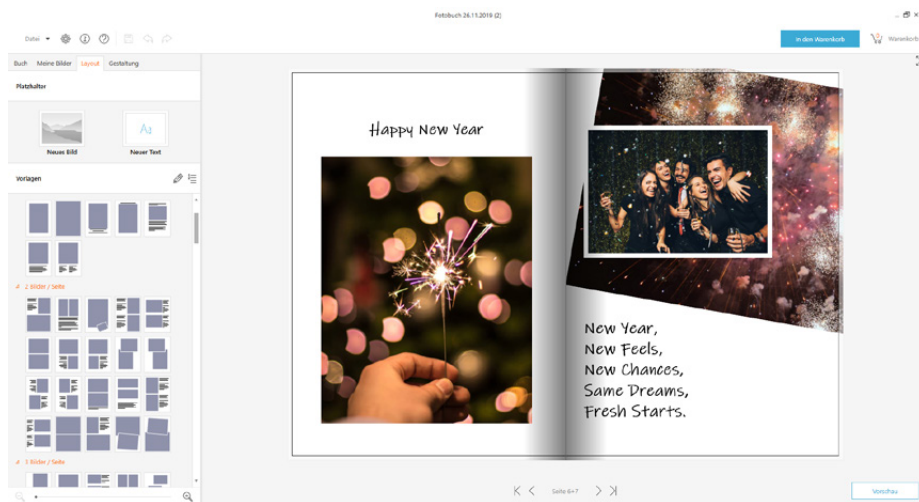 Fotobuch 26.11.2019 (2)
Datei
In den Warenkorb
Warenkorb
Buch Meine Bilder Layout Gestaltung
Platzhalter
Neues Bild Neuer Text
Vorlagen
2 Bilder / Seite
3 Bilder / Seite
Happy New Year
New Year,
New Feels,
New Chances,
Same Dreams,
Fresh Starts.
Seite 6+7
Vorschau